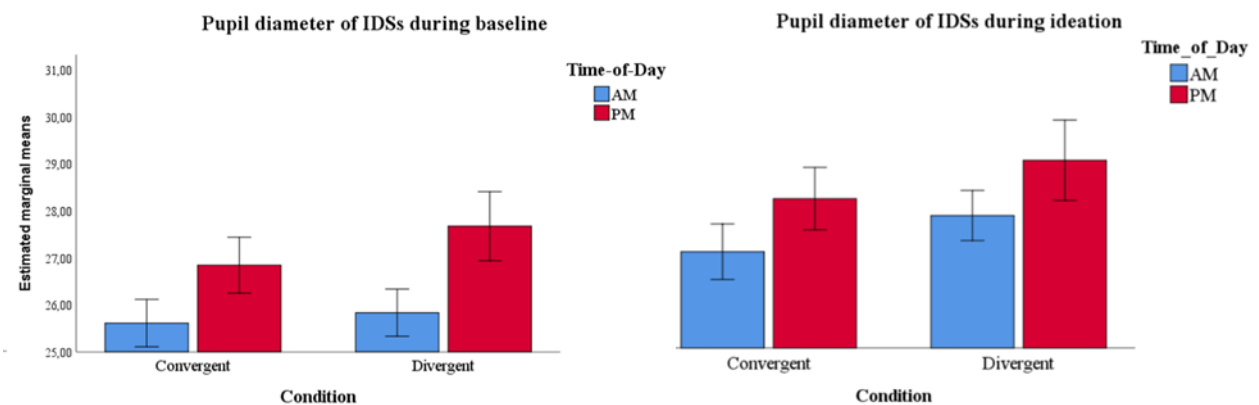 Pupil diameter of IDSs during baseline
Time-of-Day
AM
PM
Estimated marginal means
31,00
30,00
29,00
28,00
27,00
26,00
25,00
Convergent
Divergent
Condition
Pupil diameter of IDSs during ideation
Time_of_Day
AM
PM
Convergent
Divergent
Condition